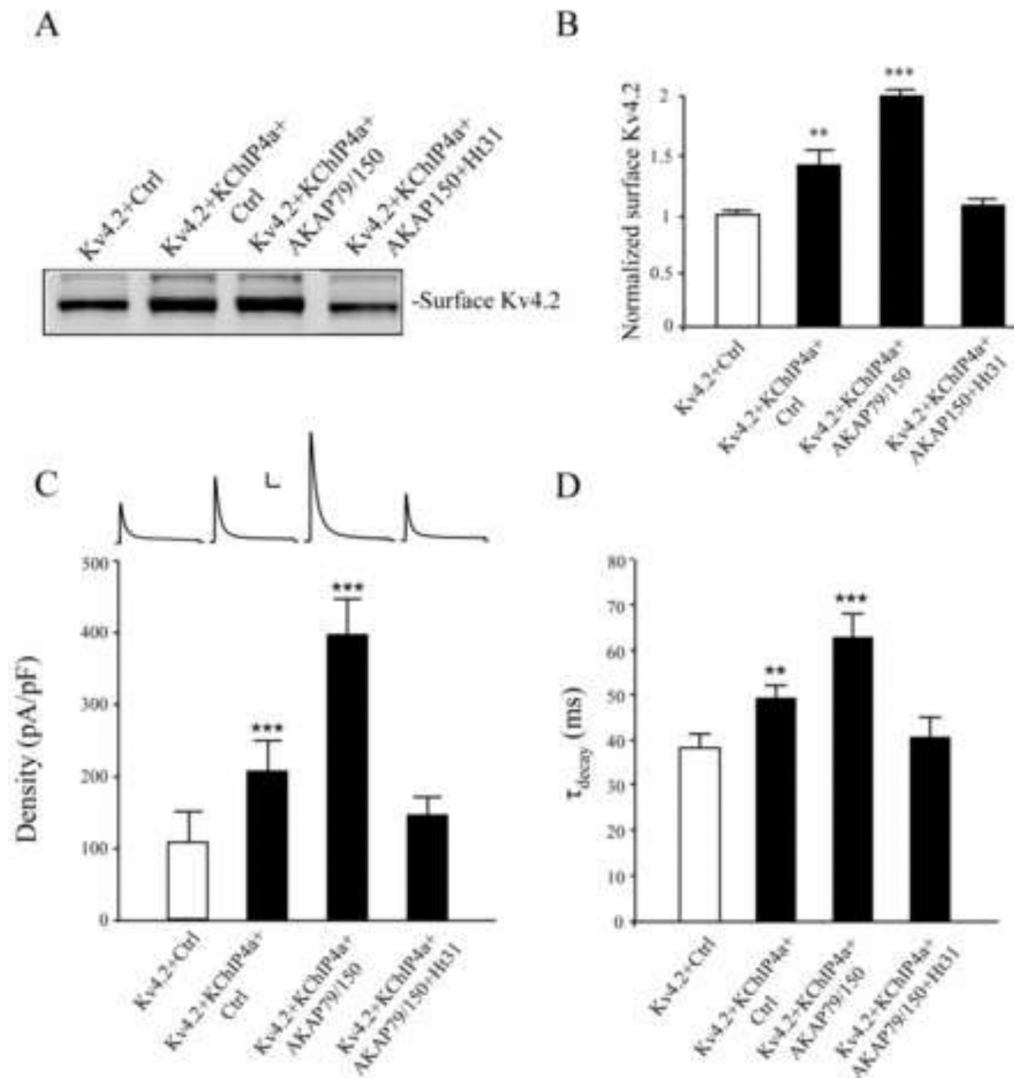 A
Kv4.2+Ctrl
Kv4.2+KChIP4a+
Ctrl
Kv4.2+KChIP4a+
AKAP79/150
Kv4.2+KChIP4a+
AKAP150+Ht31
-Surface Kv4.2
B
Normalized surface Kv4.2
2
1.5
1
0.5
0
**
***
Kv4.2+Ctrl
Kv4.2+KChIP4a+
Ctrl
Kv4.2+KChIP4a+
AKAP79/150
Kv4.2+KChIP4a+
AKAP150+Ht31
C
Density (pA/pF)
500
400
300
200
100
0
***
***
Kv4.2+Ctrl
Kv4.2+KChIP4a+
Ctrl
Kv4.2+KChIP4a+
AKAP79/150
Kv4.2+KChIP4a+
AKAP79/150+Ht31
D
τdecay (ms)
80
70
60
50
40
30
20
10
0
**
***
Kv4.2+Ctrl
Kv4.2+KChIP4a+
Ctrl
Kv4.2+KChIP4a+
AKAP79/150
Kv4.2+KChIP4a+
AKAP79/150+Ht31